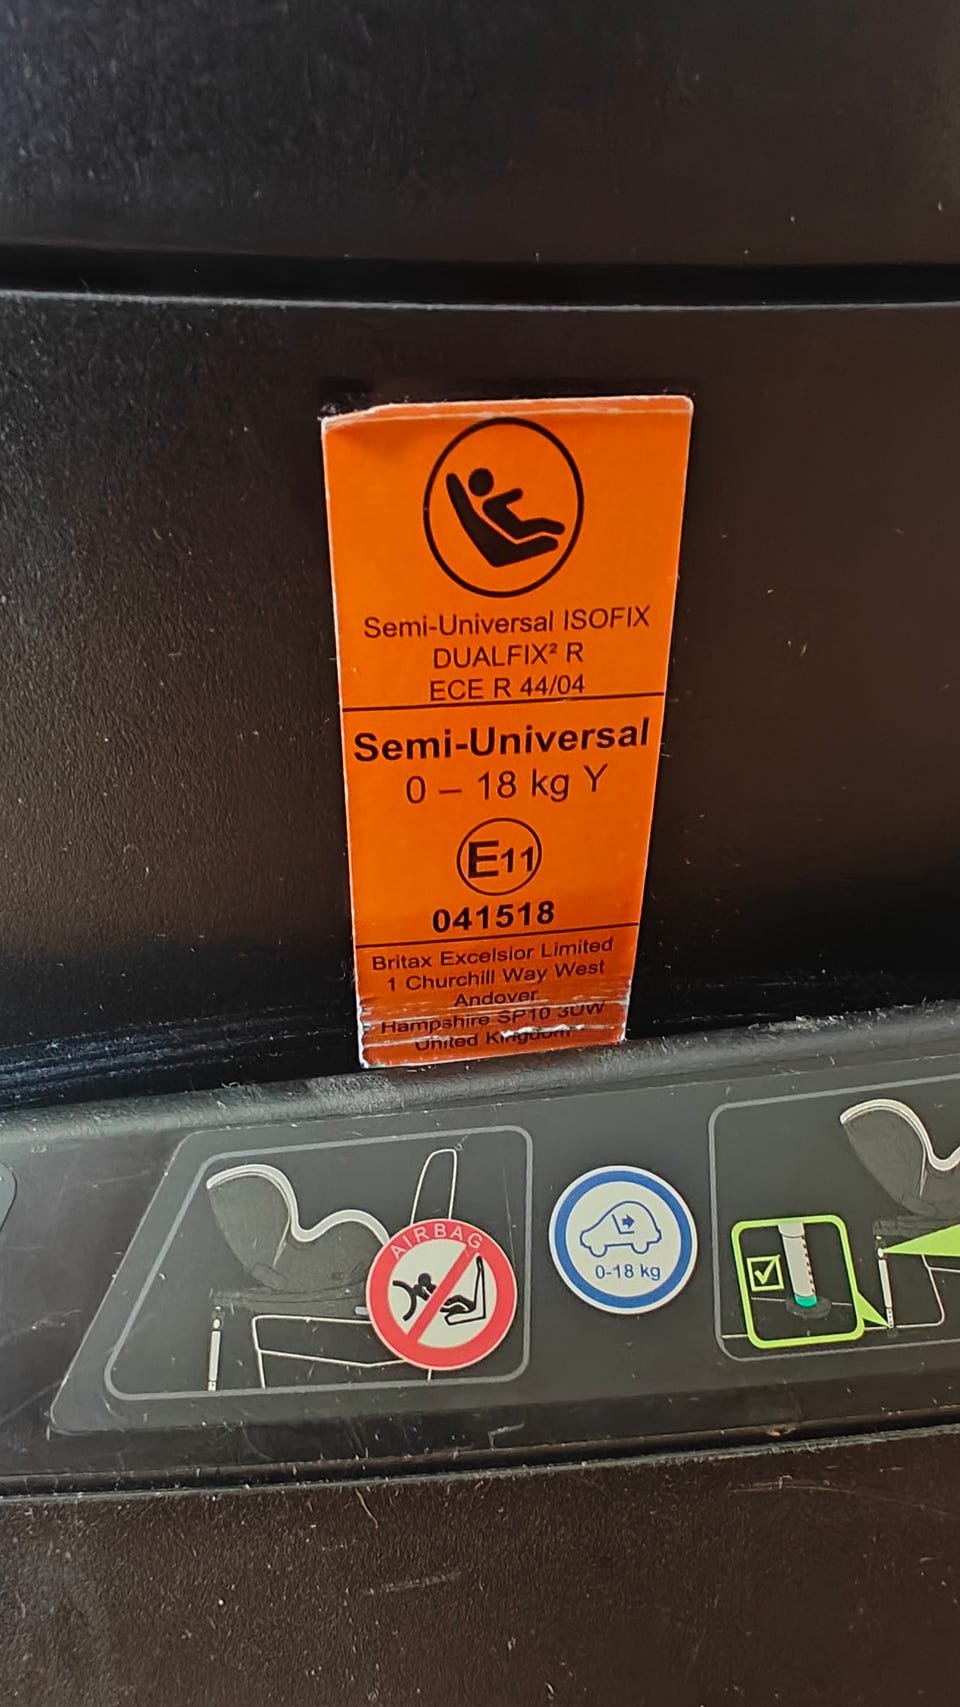 Semi-Universal ISOFIX
DUALFIX² R
ECE R 44/04
Semi-Universal
0 – 18 kg Y
E11
041518
Britax Excelsior Limited
1 Churchill Way West
Andover
Hampshire SP10 3UW
United Kingdom
AIRBAG
0-18 kg